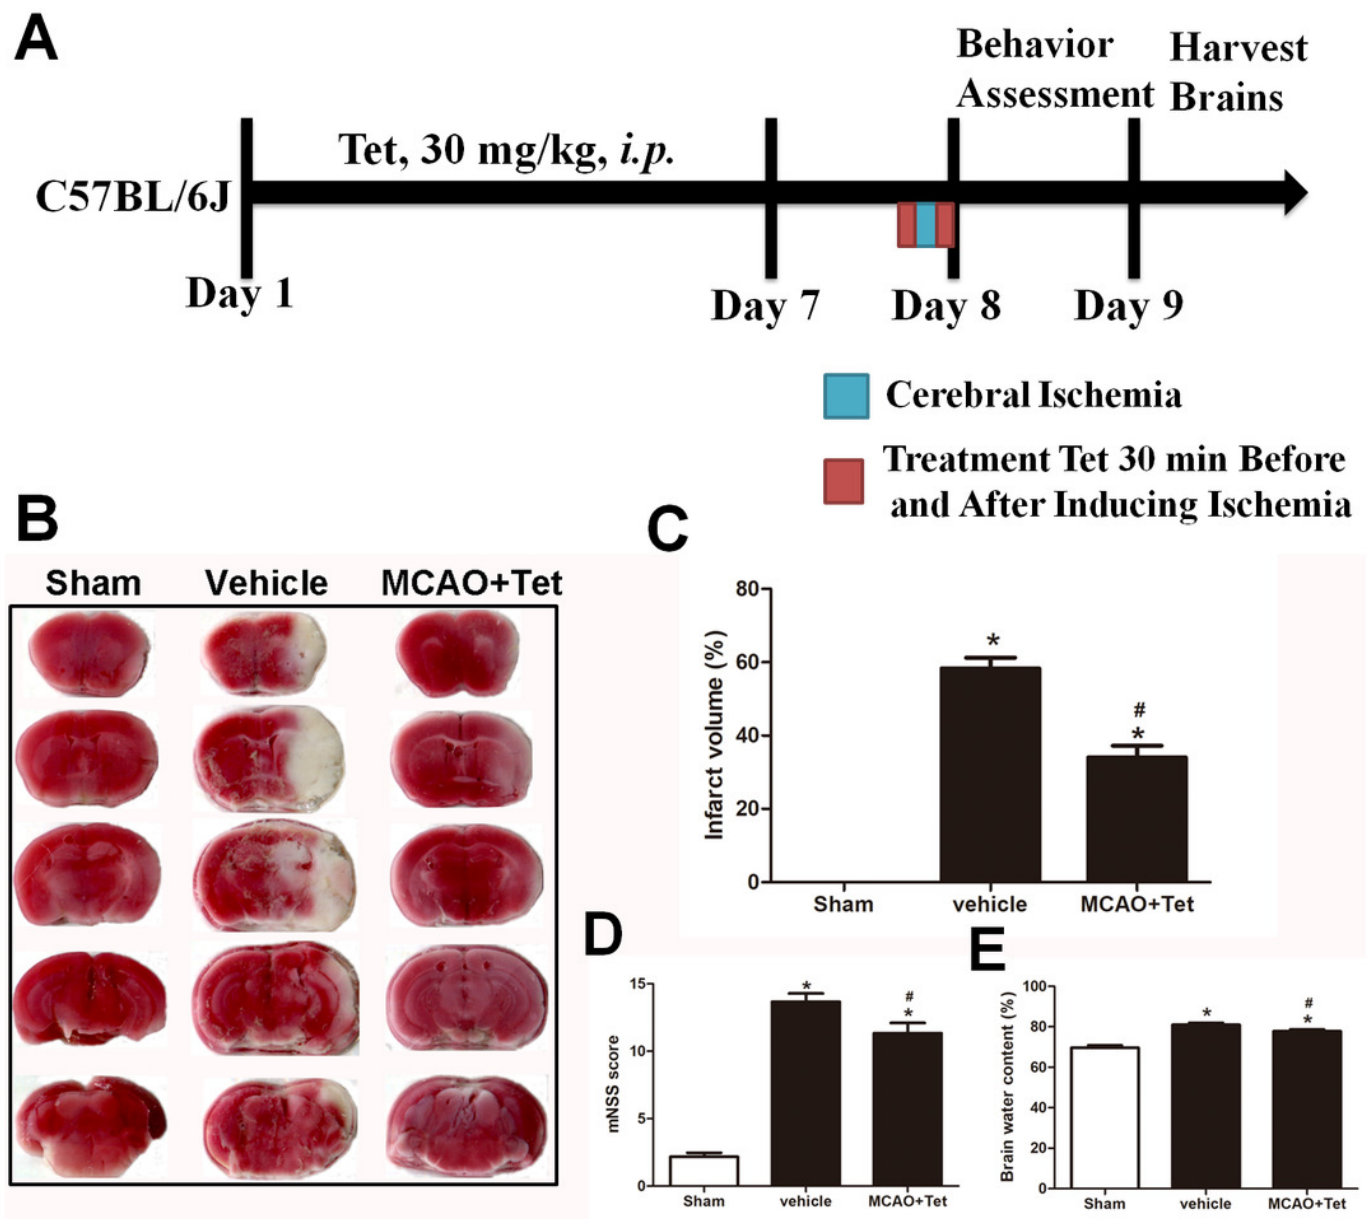 A
Behavior
Assessment
Harvest
Brains
Tet, 30 mg/kg, i.p.
C57BL/6J
Day 1
Day 7
Day 8
Day 9
Cerebral Ischemia
Treatment Tet 30 min Before
and After Inducing Ischemia
B
Sham
Vehicle
MCAO+Tet
C
Infarct volume (%)
80
60
40
20
0
*
#
*
Sham
vehicle
MCAO+Tet
D
mNSS score
15
10
5
0
*
#
*
Sham
vehicle
MCAO+Tet
E
Brain water content (%)
100
80
60
40
20
0
*
#
*
Sham
vehicle
MCAO+Tet